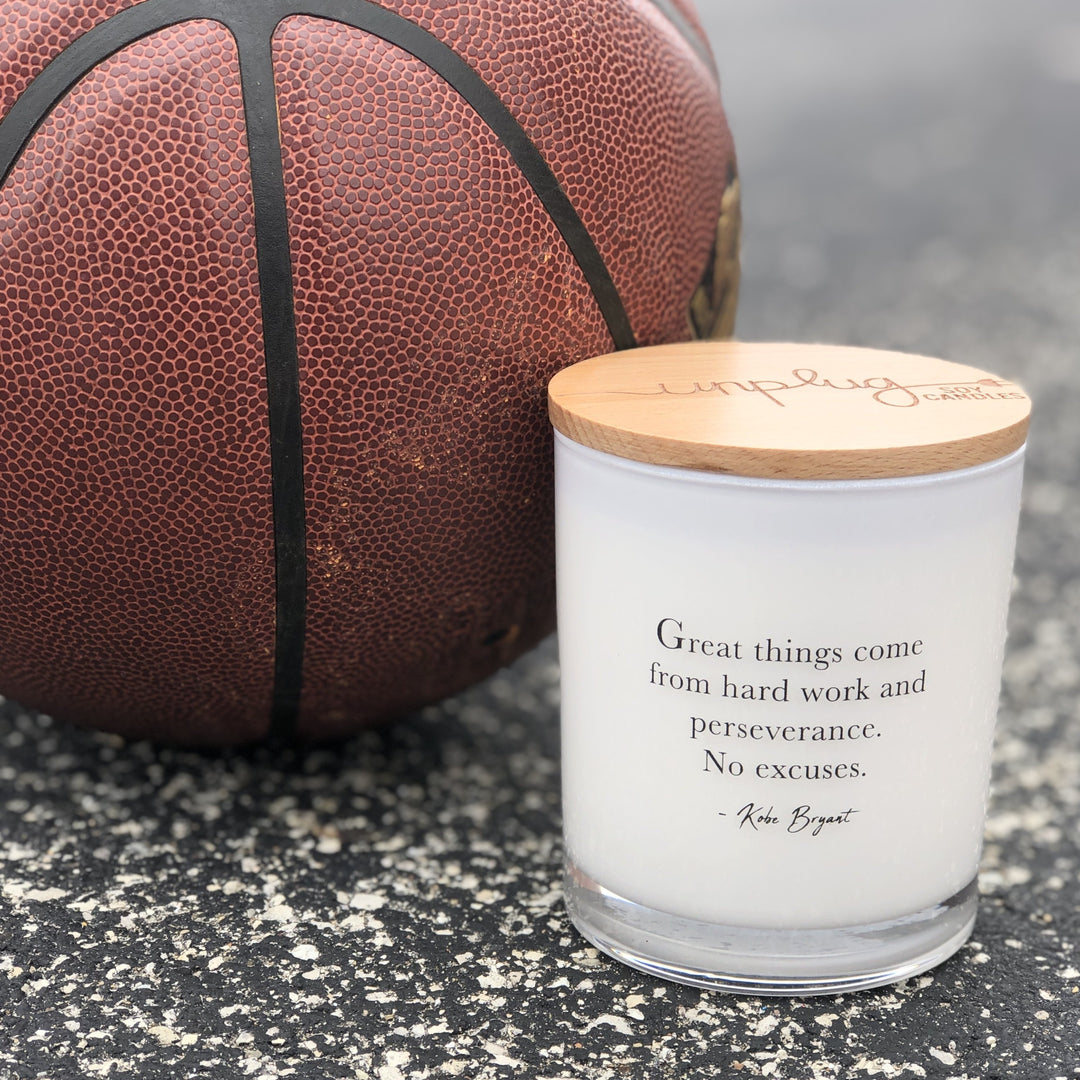 unplug SOY
CANDLES
Great things come
from hard work and
perseverance.
No excuses.
- Kobe Bryant